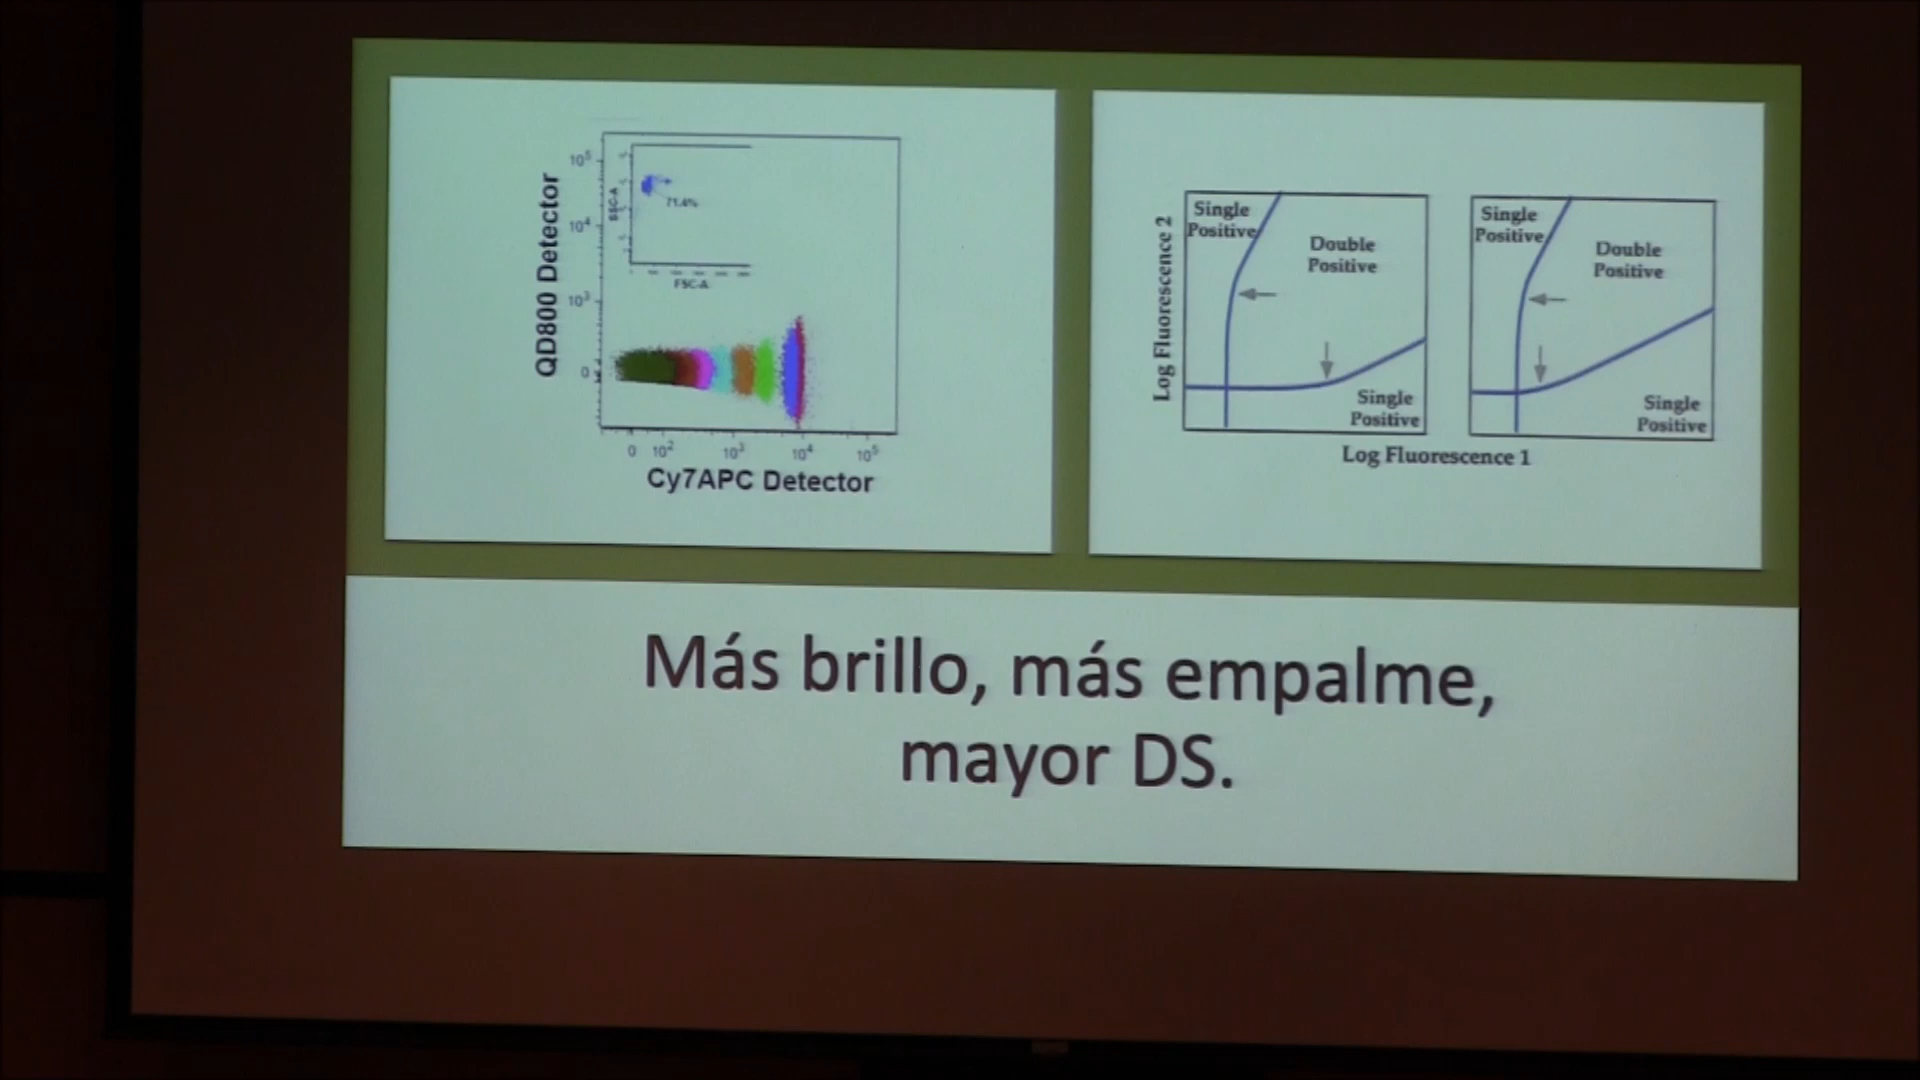 QD800 Detector
10⁵
10⁴
10³
0
SSC-A
71.4%
FSC-A
0 10² 10³ 10⁴ 10⁵
Cy7APC Detector
Log Fluorescence 2
Single
Positive
Double
Positive
Single
Positive
Single
Positive
Double
Positive
Single
Positive
Log Fluorescence 1
Más brillo, más empalme,
mayor DS.